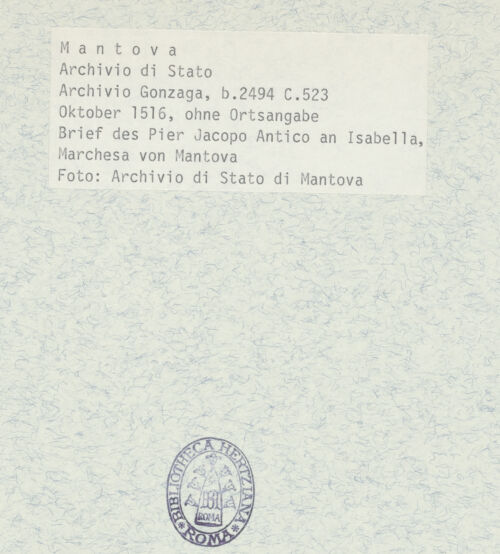 M a n t o v a
Archivio di Stato
Archivio Gonzaga, b.2494 C.523
Oktober 1516, ohne Ortsangabe
Brief des Pier Jacopo Antico an Isabella,
Marchesa von Mantova
Foto: Archivio di Stato di Mantova
BIBLIOTHECA HERTZIANA
ROMA
ROMA